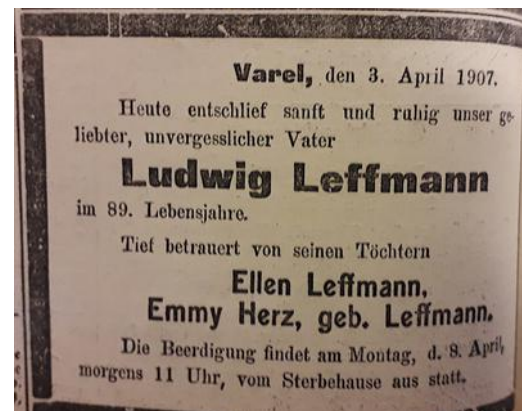 Varel, den 3. April 1907.
Heute entschlief sanft und ruhig unser ge-
liebter, unvergesslicher Vater
Ludwig Leffmann
im 89. Lebensjahre.
Tief betrauert von seinen Töchtern
Ellen Leffmann,
Emmy Herz, geb. Leffmann.
Die Beerdigung findet am Montag, d. 8. April,
morgens 11 Uhr, vom Sterbehause aus statt.